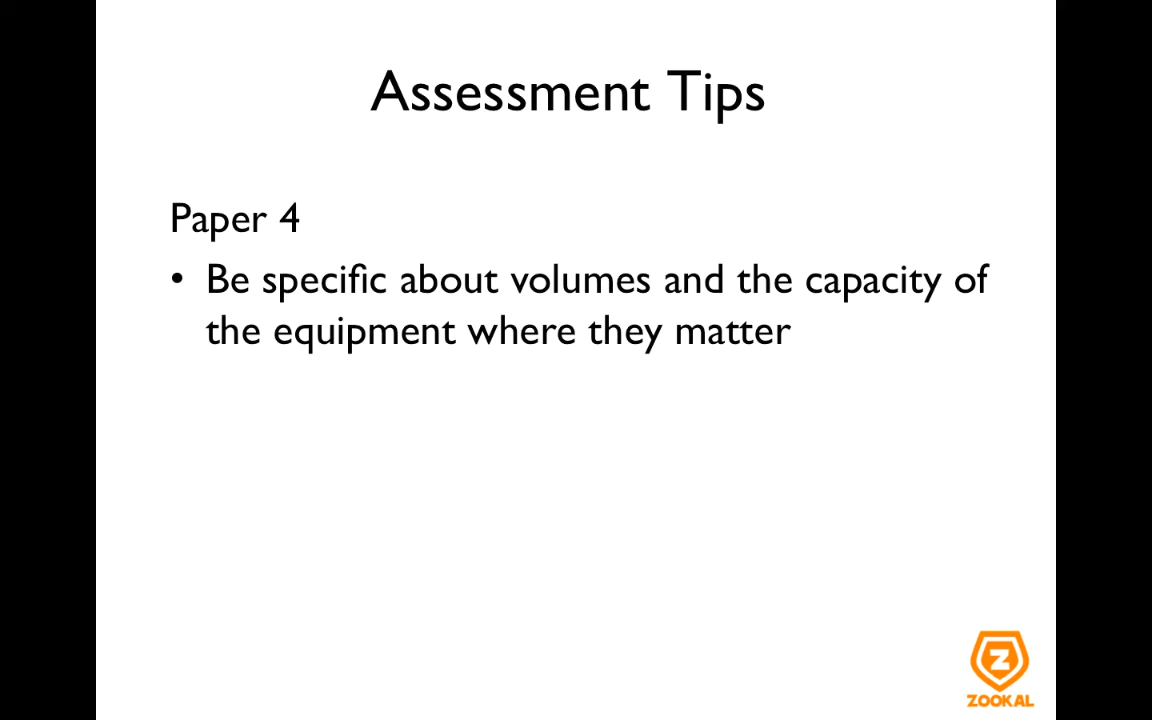 Assessment Tips
Paper 4
• Be specific about volumes and the capacity of
the equipment where they matter
Z
ZOOKAL